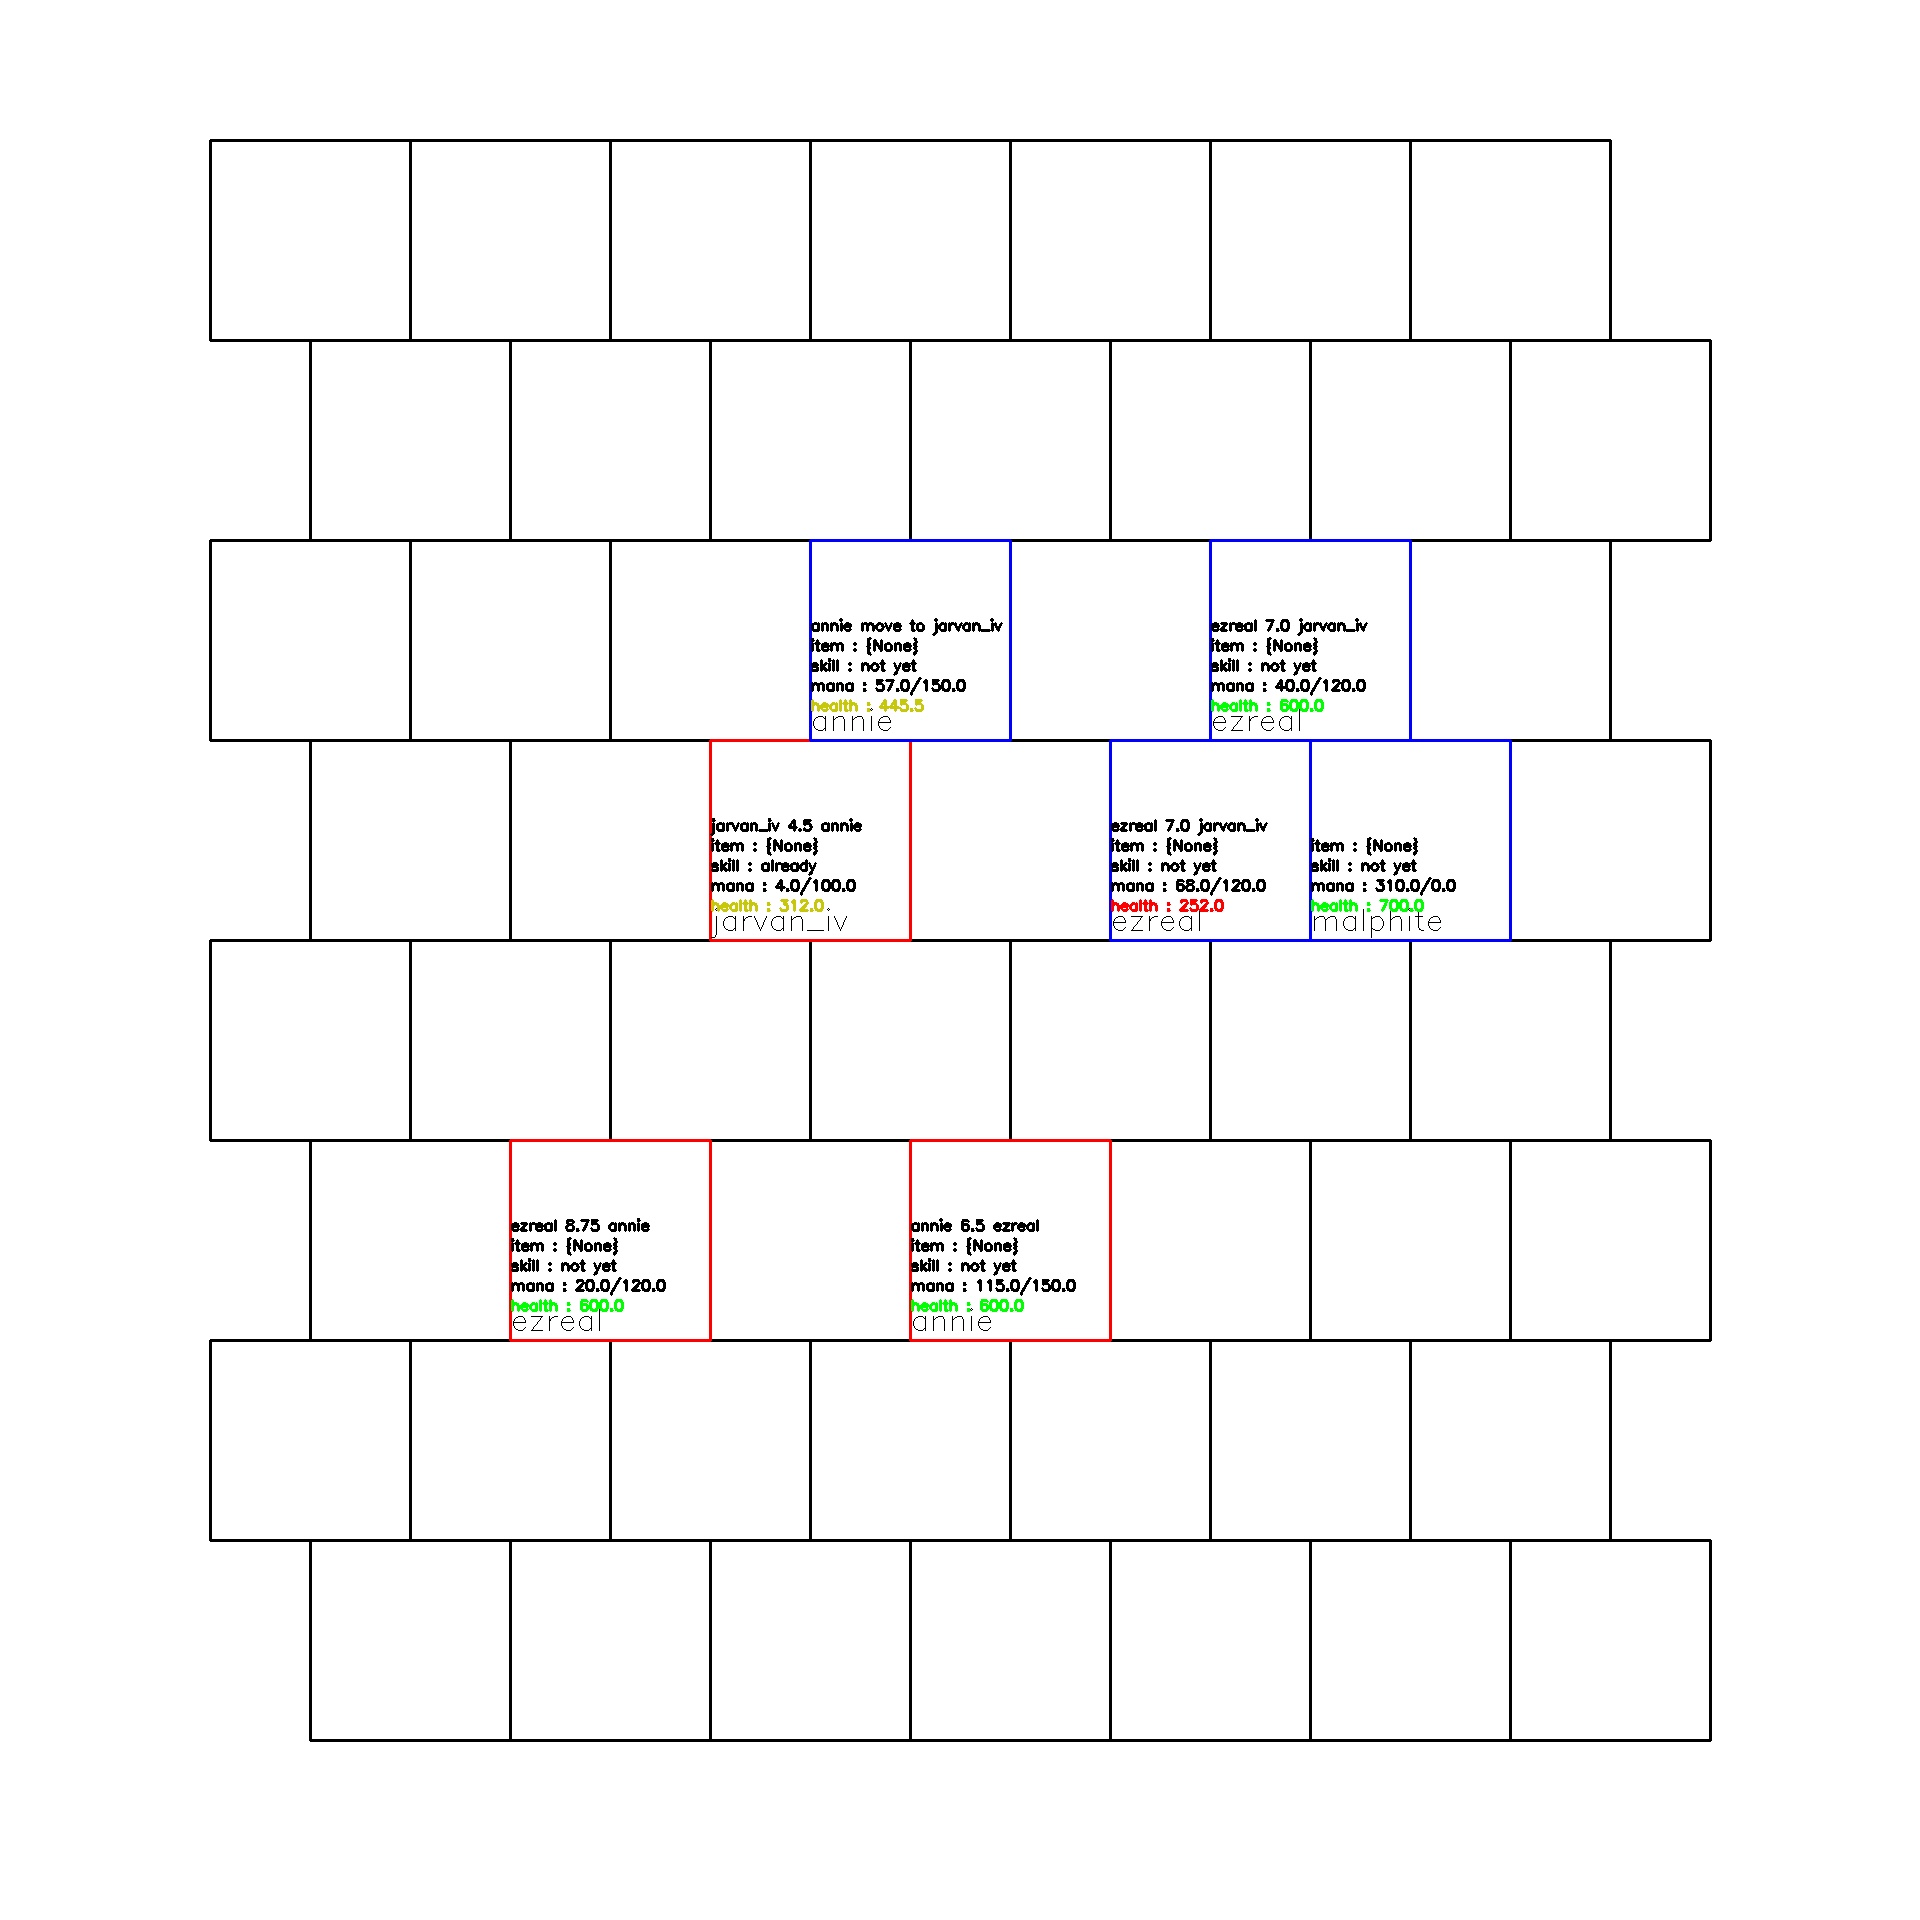 annie move to jarvan_iv
item : {None}
skill : not yet
mana : 57.0/150.0
health : 445.5
annie
ezreal 7.0 jarvan_iv
item : {None}
skill : not yet
mana : 40.0/120.0
health : 600.0
ezreal
jarvan_iv 4.5 annie
item : {None}
skill : already
mana : 4.0/100.0
health : 312.0
jarvan_iv
ezreal 7.0 jarvan_iv
item : {None}
skill : not yet
mana : 68.0/120.0
health : 252.0
ezreal
item : {None}
skill : not yet
mana : 310.0/0.0
health : 700.0
malphite
ezreal 8.75 annie
item : {None}
skill : not yet
mana : 20.0/120.0
health : 600.0
ezreal
annie 6.5 ezreal
item : {None}
skill : not yet
mana : 115.0/150.0
health : 600.0
annie